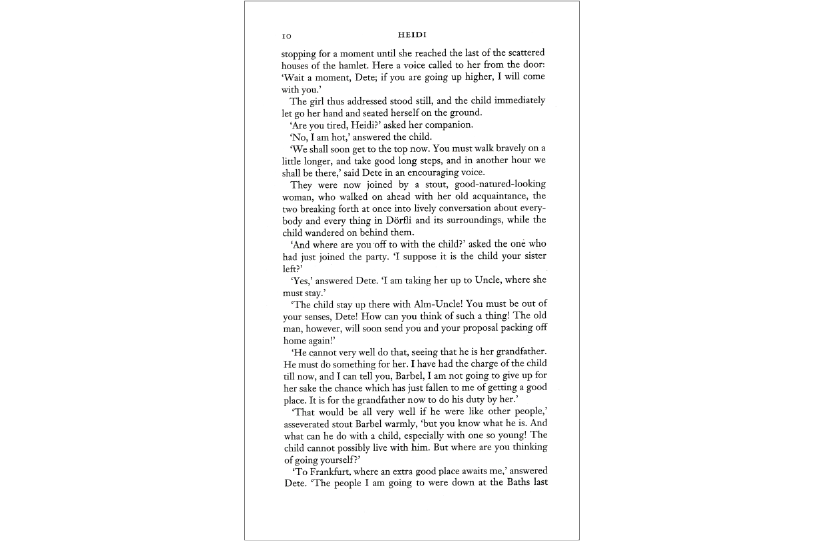 10 HEIDI
stopping for a moment until she reached the last of the scattered
houses of the hamlet. Here a voice called to her from the door:
‘Wait a moment, Dete; if you are going up higher, I will come
with you.’
The girl thus addressed stood still, and the child immediately
let go her hand and seated herself on the ground.
‘Are you tired, Heidi?’ asked her companion.
‘No, I am hot,’ answered the child.
‘We shall soon get to the top now. You must walk bravely on a
little longer, and take good long steps, and in another hour we
shall be there,’ said Dete in an encouraging voice.
They were now joined by a stout, good-natured-looking
woman, who walked on ahead with her old acquaintance, the
two breaking forth at once into lively conversation about every-
body and every thing in Dörfli and its surroundings, while the
child wandered on behind them.
‘And where are you off to with the child?’ asked the one who
had just joined the party. ‘I suppose it is the child your sister
left?’
‘Yes,’ answered Dete. ‘I am taking her up to Uncle, where she
must stay.’
‘The child stay up there with Alm-Uncle! You must be out of
your senses, Dete! How can you think of such a thing! The old
man, however, will soon send you and your proposal packing off
home again!’
‘He cannot very well do that, seeing that he is her grandfather.
He must do something for her. I have had the charge of the child
till now, and I can tell you, Barbel, I am not going to give up for
her sake the chance which has just fallen to me of getting a good
place. It is for the grandfather now to do his duty by her.’
‘That would be all very well if he were like other people,’
asseverated stout Barbel warmly, ‘but you know what he is. And
what can he do with a child, especially with one so young! The
child cannot possibly live with him. But where are you thinking
of going yourself?’
‘To Frankfurt, where an extra good place awaits me,’ answered
Dete. ‘The people I am going to were down at the Baths last